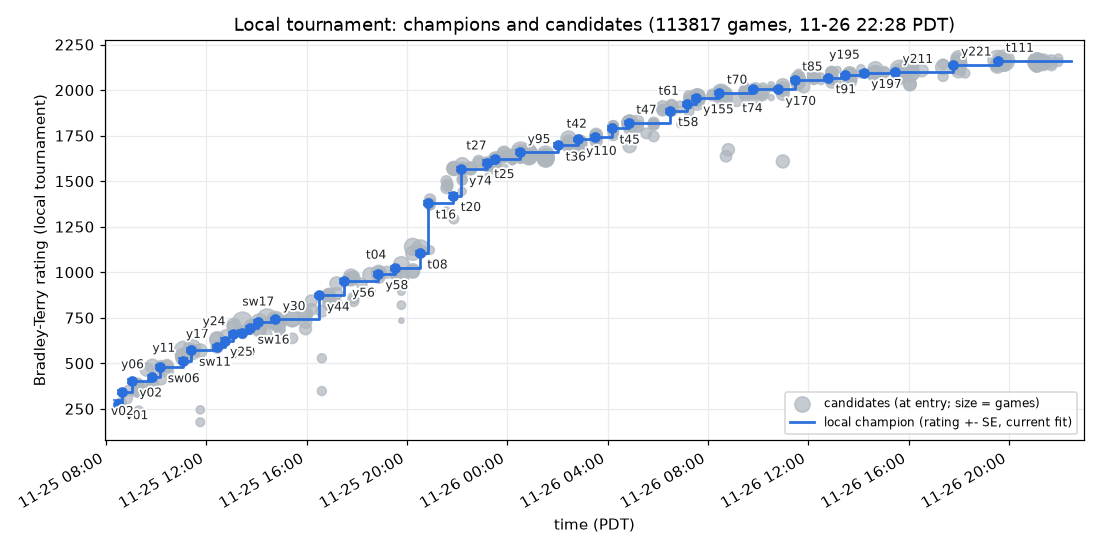 Local tournament: champions and candidates (113817 games, 11-26 22:28 PDT)
Bradley-Terry rating (local tournament)
2250
2000
1750
1500
1250
1000
750
500
250
y02
y06
y02
y11
sw06
y17
sw11
y24
sw17
sw16
y30
y44
y56
t04
y58
t08
t16
t20
t27
y74
t25
y95
t42
t36
y110
t45
t47
t61
t58
y155
t70
t74
y170
t85
t91
y195
y197
y211
y221
t111
candidates (at entry; size = games)
local champion (rating +- SE, current fit)
11-25 08:00
11-25 12:00
11-25 16:00
11-25 20:00
11-26 00:00
11-26 04:00
11-26 08:00
11-26 12:00
11-26 16:00
11-26 20:00
time (PDT)